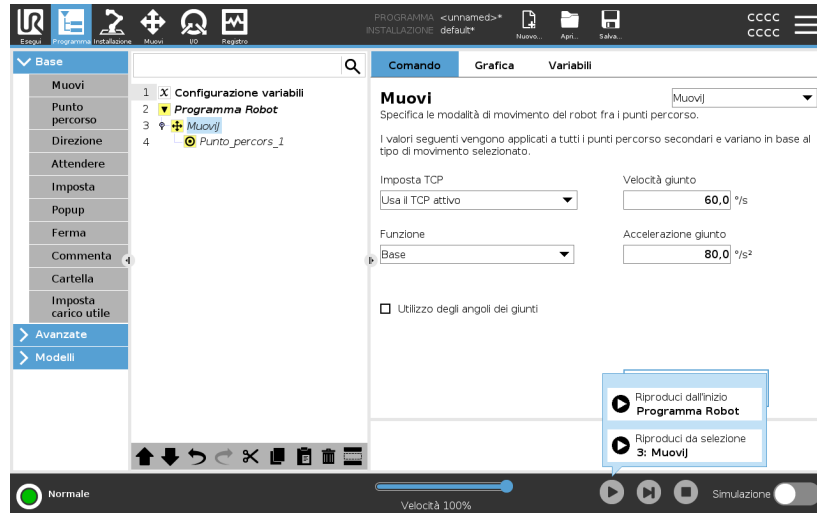 UR
PROGRAMMA <unnamed>*
INSTALLAZIONE default*
Esegui
Programma
Installazione
Muovi
I/O
Registro
Nuovo...
Apri...
Salva...
CCCC
CCCC
Base
Muovi
Punto
percorso
Direzione
Attendere
Imposta
Popup
Ferma
Commenta
Cartella
Imposta
carico utile
Avanzate
Modelli
1 X Configurazione variabili
2 Programma Robot
3 MuoviJ
4 Punto_percors_1
Comando Grafica Variabili
Muovi
MuoviJ
Specifica le modalità di movimento del robot fra i punti percorso.
I valori seguenti vengono applicati a tutti i punti percorso secondari e variano in base al
tipo di movimento selezionato.
Imposta TCP
Velocità giunto
Usa il TCP attivo
60,0 °/s
Funzione
Accelerazione giunto
Base
80,0 °/s²
Utilizzo degli angoli dei giunti
Riproduci dall'inizio
Programma Robot
Riproduci da selezione
3: MuoviJ
Normale
Velocità 100%
Simulazione